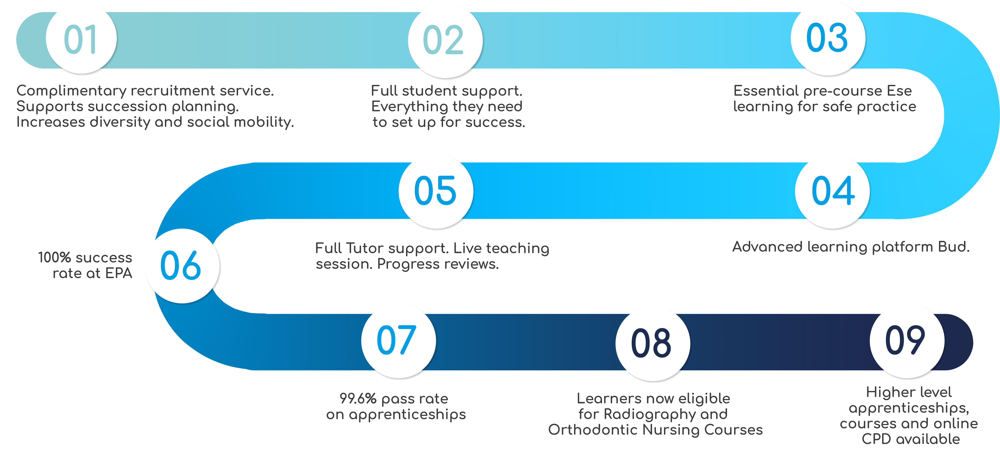 01
Complimentary recruitment service.
Supports succession planning.
Increases diversity and social mobility.
02
Full student support.
Everything they need
to set up for success.
03
Essential pre-course Ese
learning for safe practice
04
Advanced learning platform Bud.
05
Full Tutor support. Live teaching
session. Progress reviews.
06
100% success
rate at EPA
07
99.6% pass rate
on apprenticeships
08
Learners now eligible
for Radiography and
Orthodontic Nursing Courses
09
Higher level
apprenticeships,
courses and online
CPD available